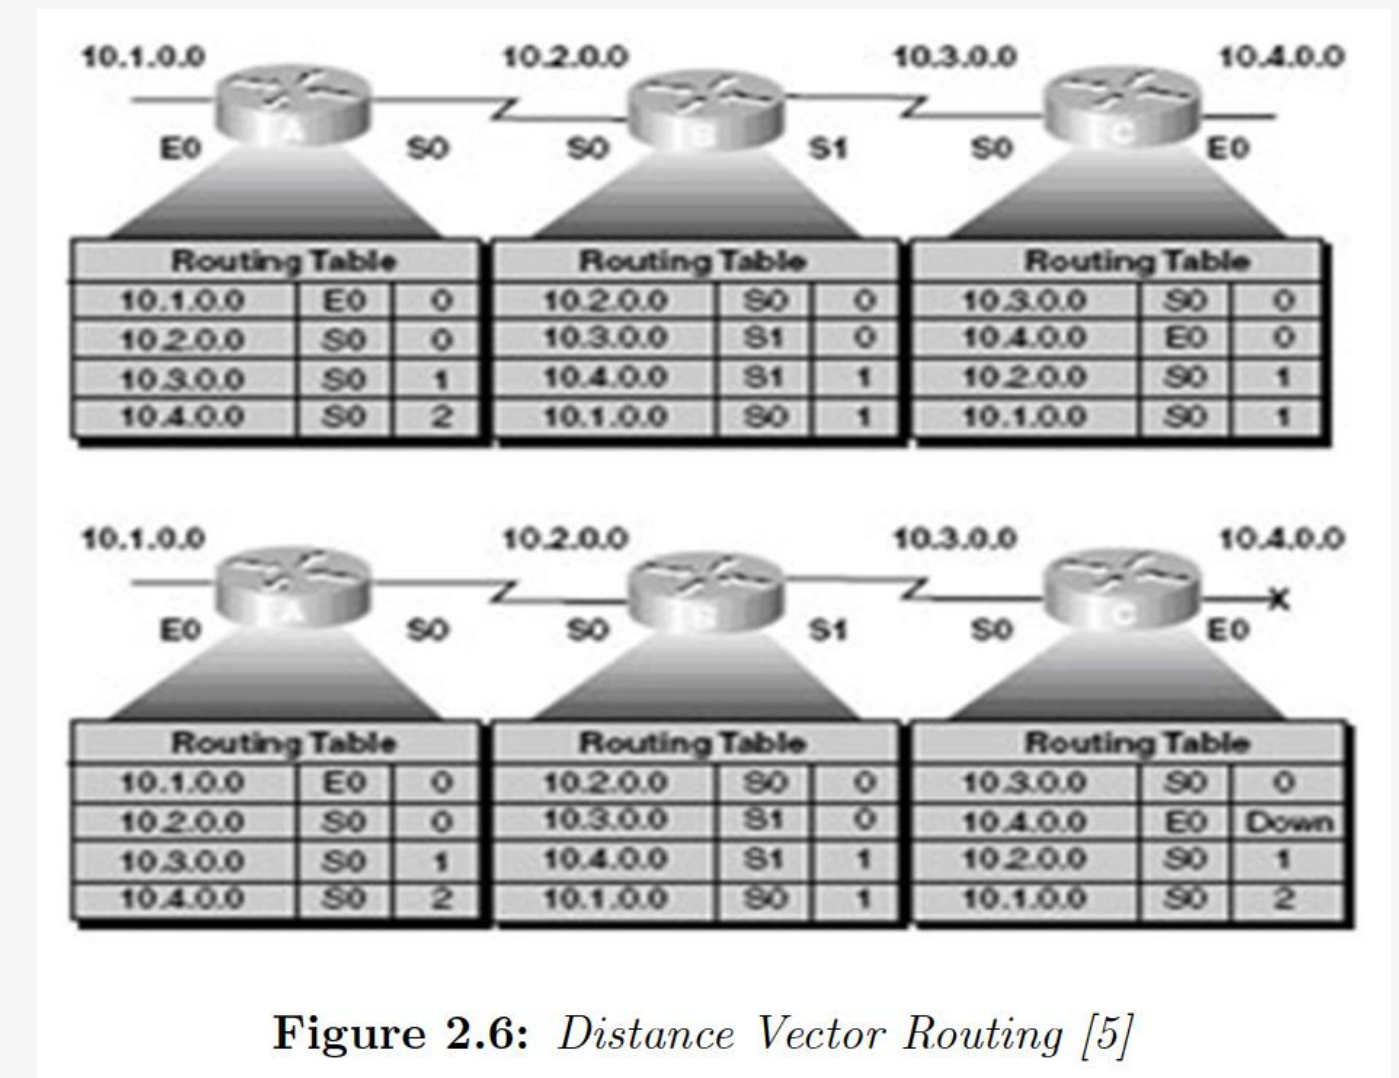 10.1.0.0 10.2.0.0 10.3.0.0 10.4.0.0
A B C
E0 S0 S0 S1 S0 E0
Routing Table Routing Table Routing Table
10.1.0.0 E0 0 10.2.0.0 S0 0 10.3.0.0 S0 0
10.2.0.0 S0 0 10.3.0.0 S1 0 10.4.0.0 E0 0
10.3.0.0 S0 1 10.4.0.0 S1 1 10.2.0.0 S0 1
10.4.0.0 S0 2 10.1.0.0 S0 1 10.1.0.0 S0 1
10.1.0.0 10.2.0.0 10.3.0.0 10.4.0.0
A B C X
E0 S0 S0 S1 S0 E0
Routing Table Routing Table Routing Table
10.1.0.0 E0 0 10.2.0.0 S0 0 10.3.0.0 S0 0
10.2.0.0 S0 0 10.3.0.0 S1 0 10.4.0.0 E0 Down
10.3.0.0 S0 1 10.4.0.0 S1 1 10.2.0.0 S0 1
10.4.0.0 S0 2 10.1.0.0 S0 1 10.1.0.0 S0 2
Figure 2.6: Distance Vector Routing [5]